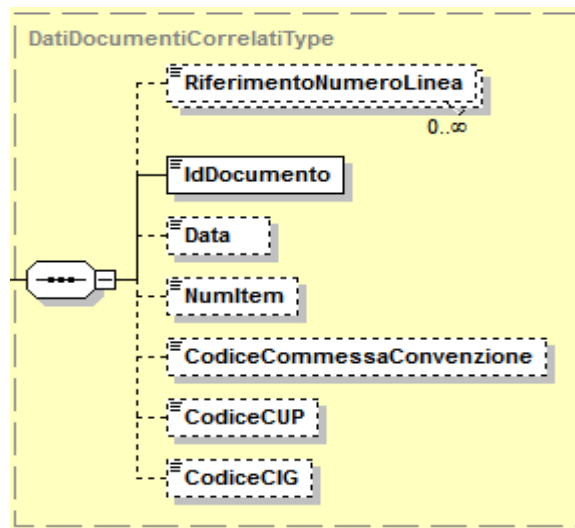 DatiDocumentiCorrelatiType
RiferimentoNumeroLinea
0..∞
IdDocumento
Data
NumItem
CodiceCommessaConvenzione
CodiceCUP
CodiceCIG